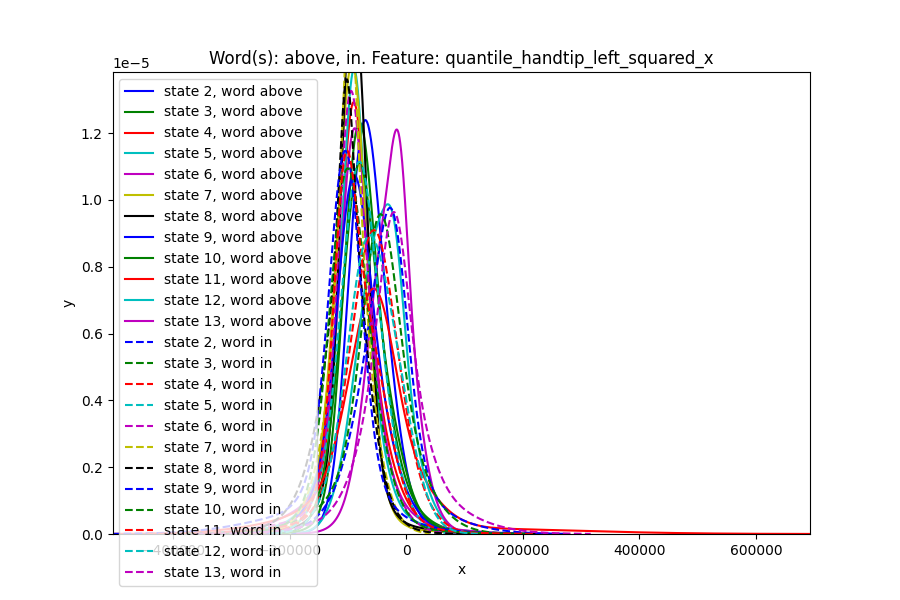 Word(s): above, in. Feature: quantile_handtip_left_squared_x
1e−5
state 2, word above
state 3, word above
state 4, word above
state 5, word above
state 6, word above
state 7, word above
state 8, word above
state 9, word above
state 10, word above
state 11, word above
state 12, word above
state 13, word above
state 2, word in
state 3, word in
state 4, word in
state 5, word in
state 6, word in
state 7, word in
state 8, word in
state 9, word in
state 10, word in
state 11, word in
state 12, word in
state 13, word in
1.2
1.0
0.8
0.6
0.4
0.2
0.0
y
−400000 −200000 0 200000 400000 600000
x